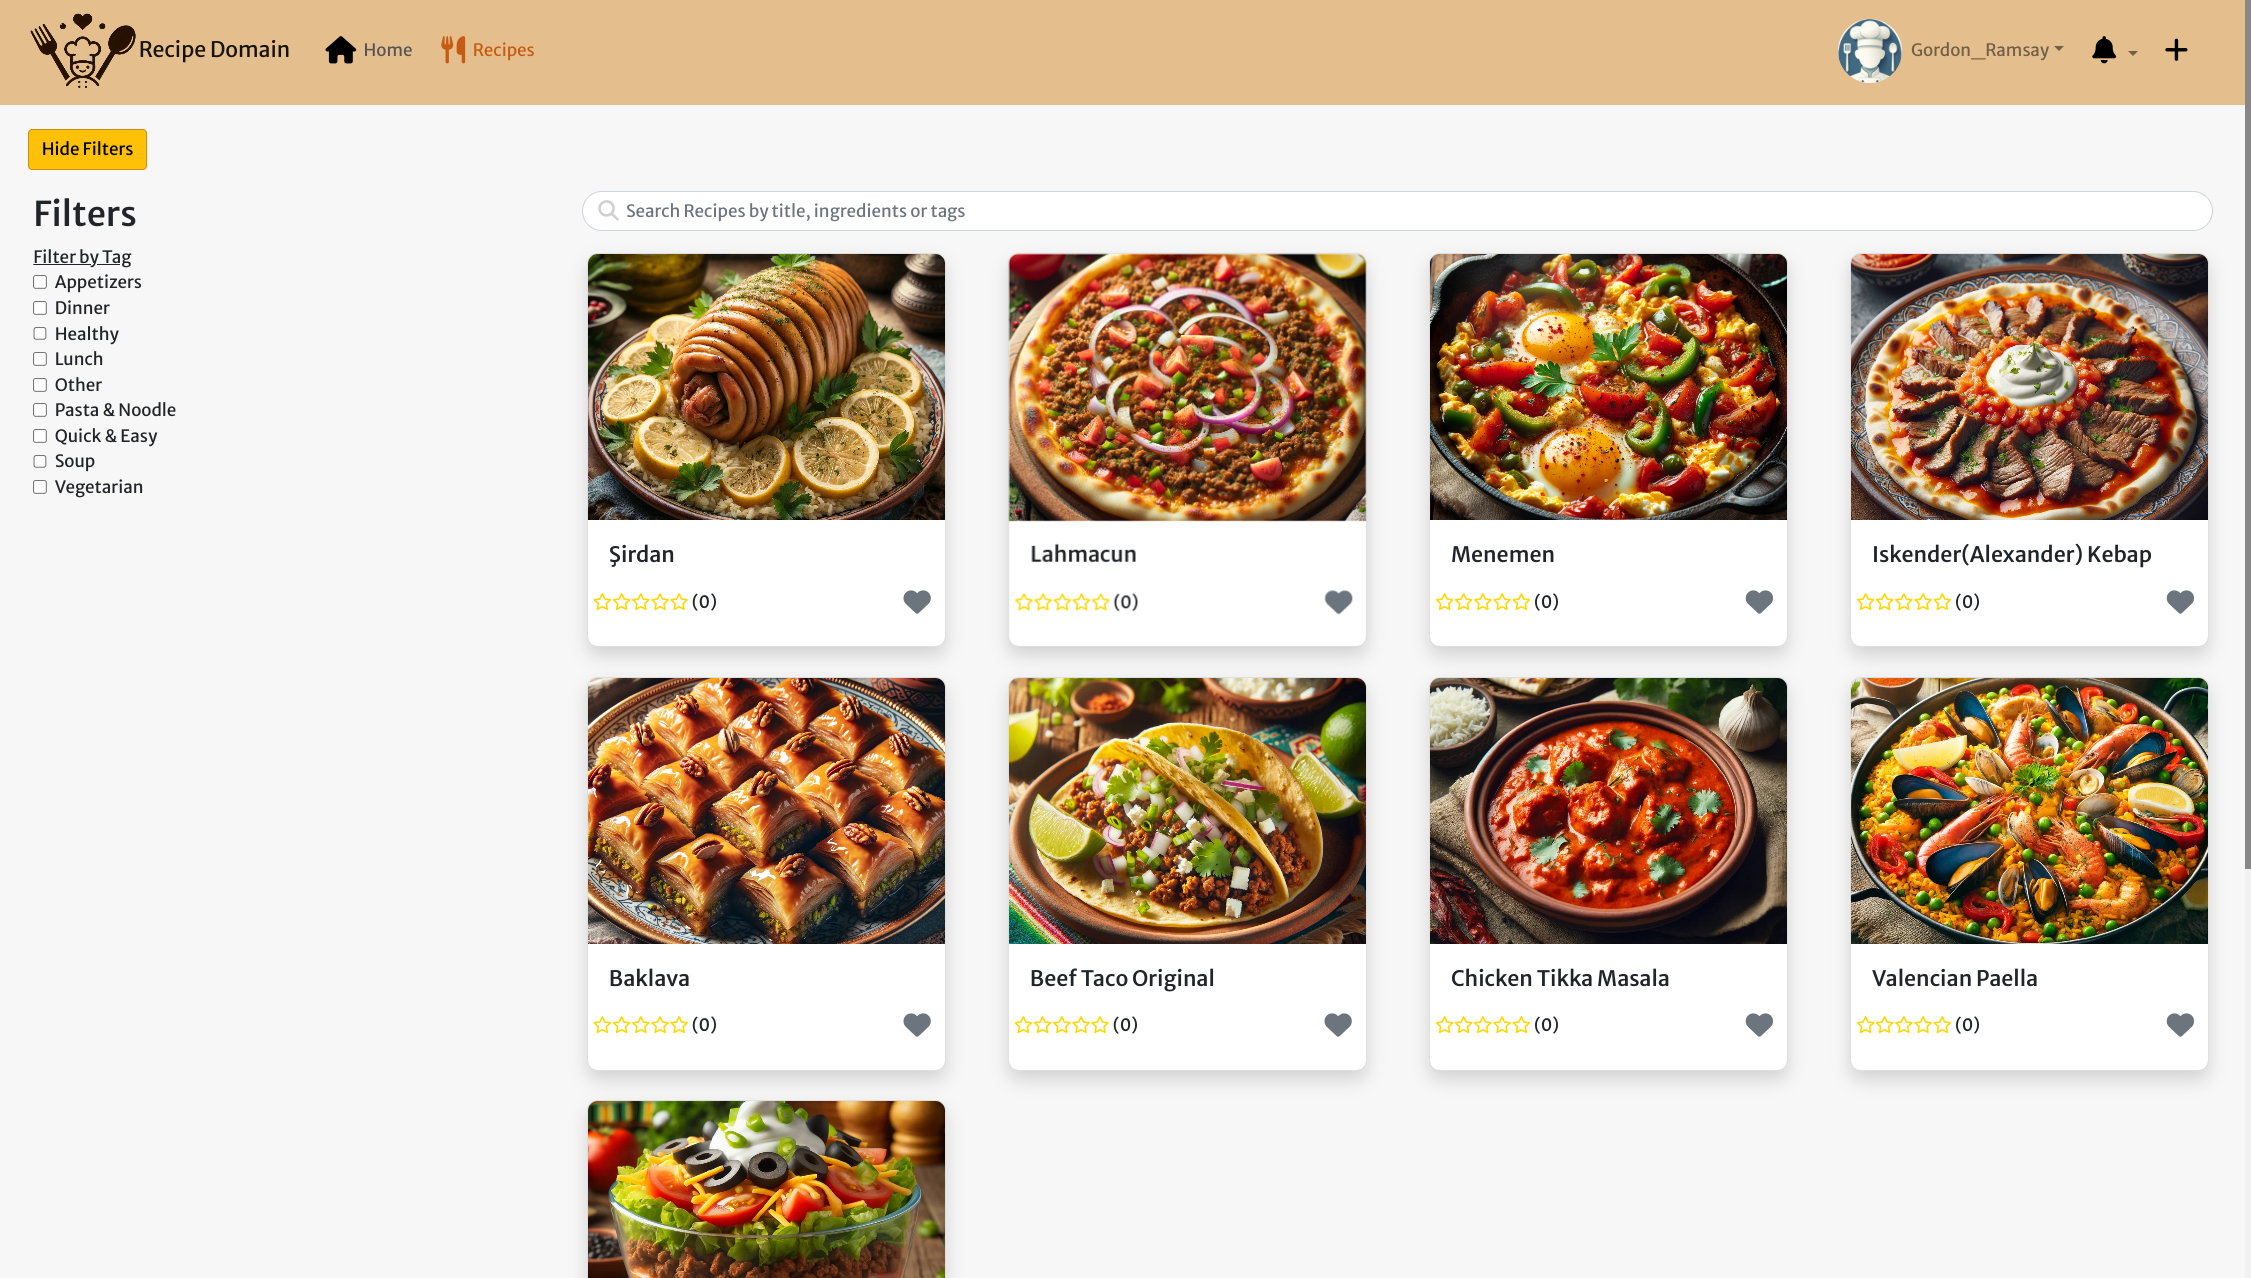 Recipe Domain
Home
Recipes
Gordon_Ramsay
Hide Filters
Filters
Search Recipes by title, ingredients or tags
Filter by Tag
Appetizers
Dinner
Healthy
Lunch
Other
Pasta & Noodle
Quick & Easy
Soup
Vegetarian
Şirdan
(0)
Lahmacun
(0)
Menemen
(0)
Iskender(Alexander) Kebap
(0)
Baklava
(0)
Beef Taco Original
(0)
Chicken Tikka Masala
(0)
Valencian Paella
(0)